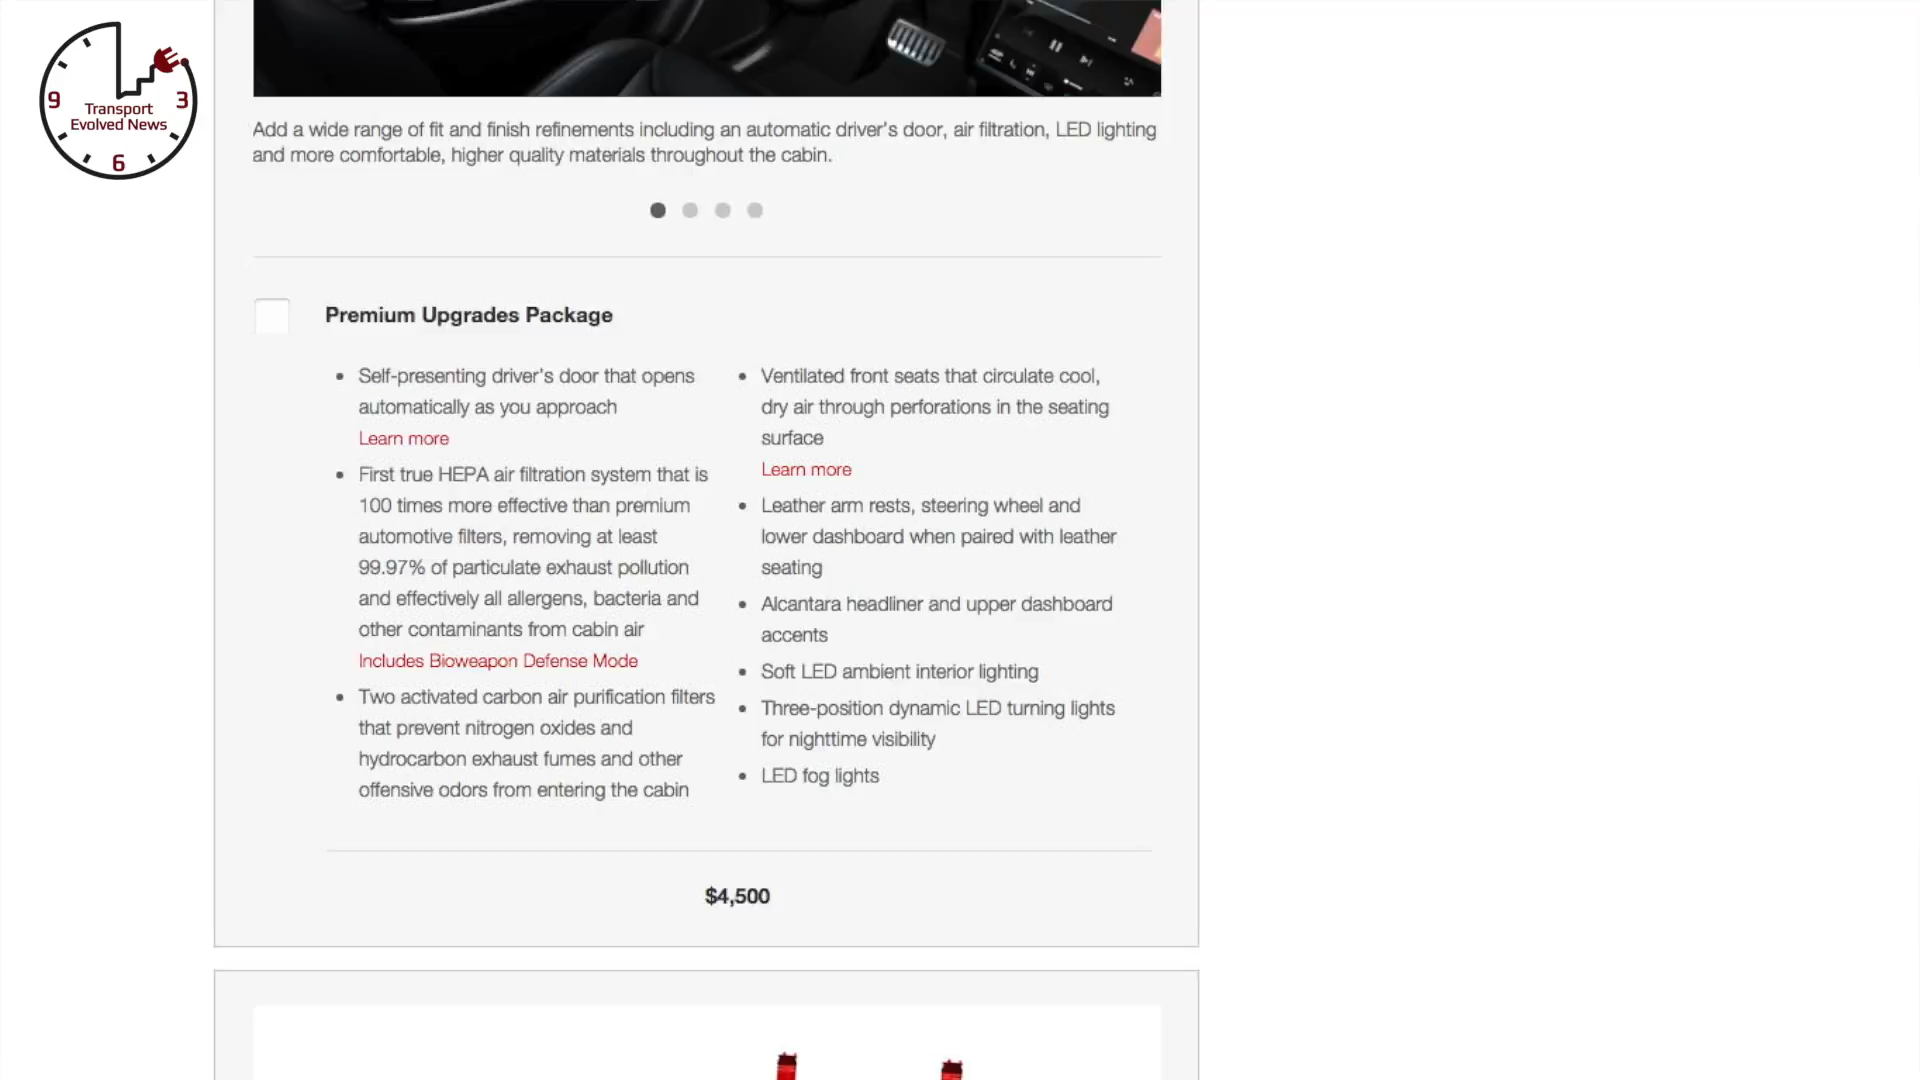 9
3
6
Transport
Evolved News
Add a wide range of fit and finish refinements including an automatic driver's door, air filtration, LED lighting
and more comfortable, higher quality materials throughout the cabin.
Premium Upgrades Package
Self-presenting driver's door that opens
automatically as you approach
Learn more
First true HEPA air filtration system that is
100 times more effective than premium
automotive filters, removing at least
99.97% of particulate exhaust pollution
and effectively all allergens, bacteria and
other contaminants from cabin air
Includes Bioweapon Defense Mode
Two activated carbon air purification filters
that prevent nitrogen oxides and
hydrocarbon exhaust fumes and other
offensive odors from entering the cabin
Ventilated front seats that circulate cool,
dry air through perforations in the seating
surface
Learn more
Leather arm rests, steering wheel and
lower dashboard when paired with leather
seating
Alcantara headliner and upper dashboard
accents
Soft LED ambient interior lighting
Three-position dynamic LED turning lights
for nighttime visibility
LED fog lights
$4,500